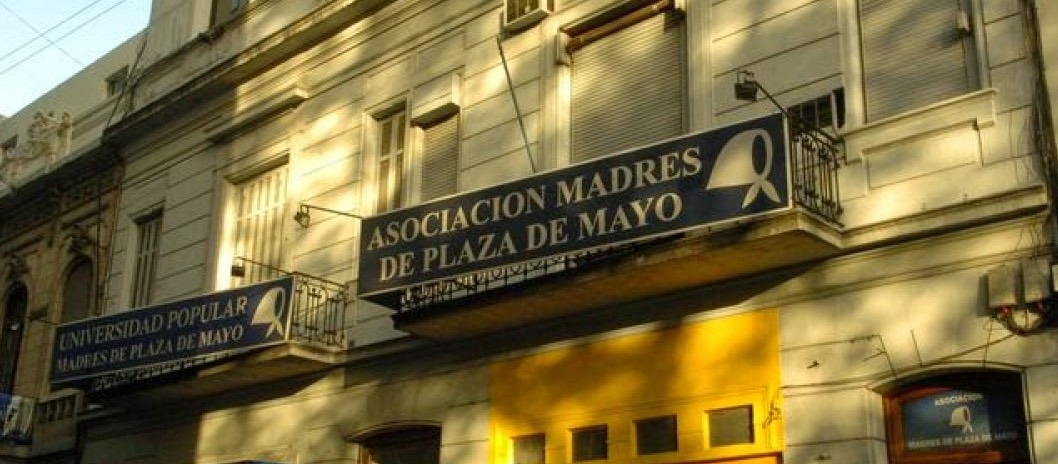 ASOCIACION MADRES
DE PLAZA DE MAYO
UNIVERSIDAD POPULAR
MADRES DE PLAZA DE MAYO
ASOCIACION
MADRES DE PLAZA DE MAYO